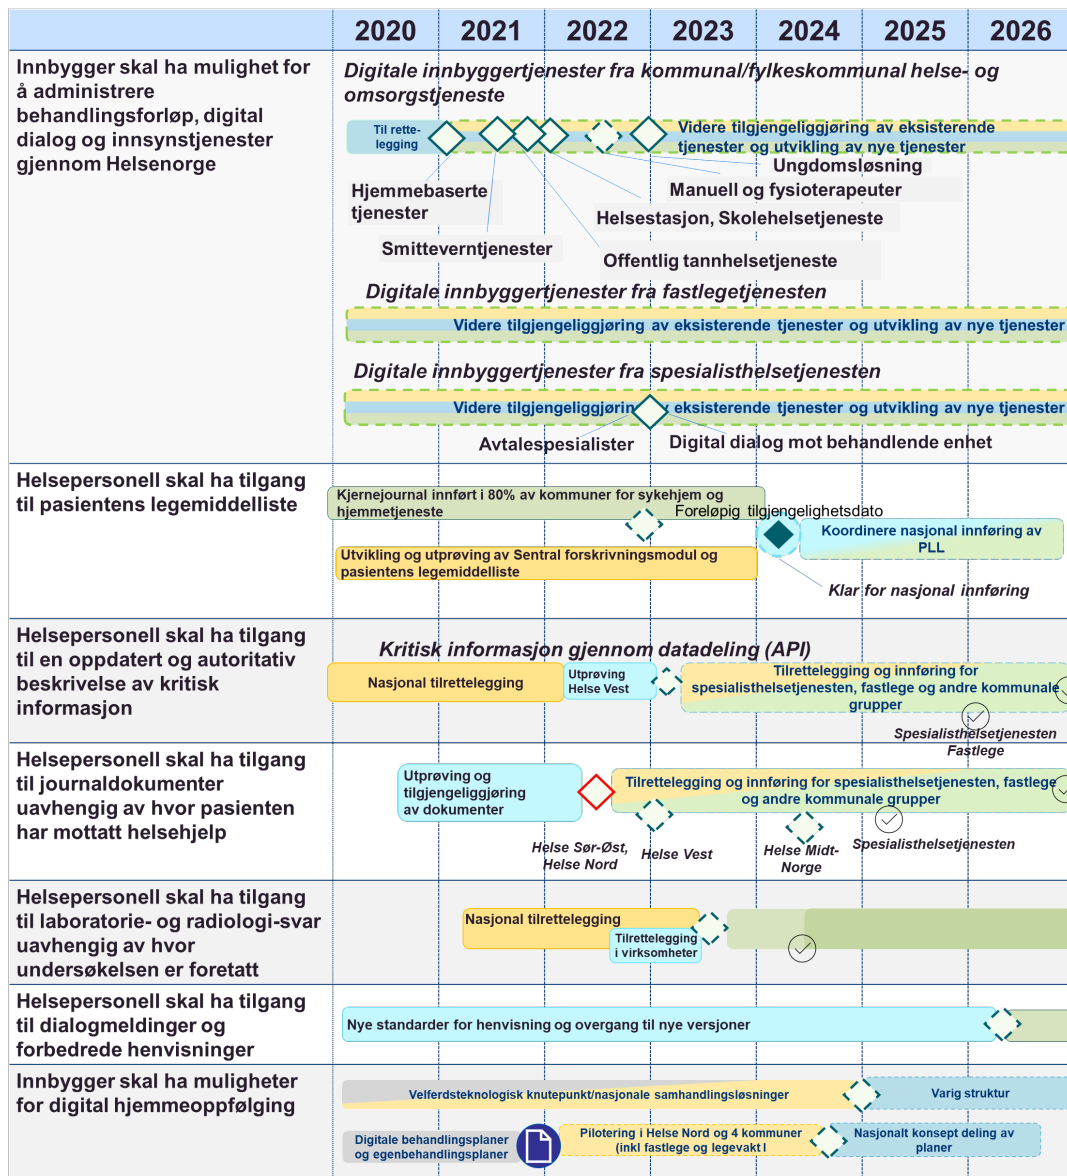 2020 2021 2022 2023 2024 2025 2026
Innbygger skal ha mulighet for
å administrere
behandlingsforløp, digital
dialog og innsynstjenester
gjennom Helsenorge
Digitale innbyggertjenester fra kommunal/fylkeskommunal helse- og
omsorgstjeneste
Til rette-
legging
Videre tilgjengeliggjøring av eksisterende
tjenester og utvikling av nye tjenester
Ungdomsløsning
Hjemmebaserte
tjenester
Manuell og fysioterapeuter
Helsestasjon, Skolehelsetjeneste
Smitteverntjenester
Offentlig tannhelsetjeneste
Digitale innbyggertjenester fra fastlegetjenesten
Videre tilgjengeliggjøring av eksisterende tjenester og utvikling av nye tjenester
Digitale innbyggertjenester fra spesialisthelsetjenesten
Videre tilgjengeliggjøring av eksisterende tjenester og utvikling av nye tjenester
Avtalespesialister
Digital dialog mot behandlende enhet
Helsepersonell skal ha tilgang
til pasientens legemiddelliste
Kjernejournal innført i 80% av kommuner for sykehjem og
hjemmetjeneste
Foreløpig tilgjengelighetsdato
Koordinere nasjonal innføring av
PLL
Utvikling og utprøving av Sentral forskrivningsmodul og
pasientens legemiddelliste
Klar for nasjonal innføring
Helsepersonell skal ha tilgang
til en oppdatert og autoritativ
beskrivelse av kritisk
informasjon
Kritisk informasjon gjennom datadeling (API)
Nasjonal tilrettelegging
Utprøving
Helse Vest
Tilrettelegging og innføring for
spesialisthelsetjenesten, fastlege og andre kommunale
grupper
Spesialisthelsetjenesten
Fastlege
Helsepersonell skal ha tilgang
til journaldokumenter
uavhengig av hvor pasienten
har mottatt helsehjelp
Utprøving og
tilgjengeliggjøring
av dokumenter
Tilrettelegging og innføring for spesialisthelsetjenesten, fastlege
og andre kommunale grupper
Helse Sør-Øst,
Helse Nord
Helse Vest
Helse Midt-
Norge
Spesialisthelsetjenesten
Helsepersonell skal ha tilgang
til laboratorie- og radiologi-svar
uavhengig av hvor
undersøkelsen er foretatt
Nasjonal tilrettelegging
Tilrettelegging
i virksomheter
Helsepersonell skal ha tilgang
til dialogmeldinger og
forbedrede henvisninger
Nye standarder for henvisning og overgang til nye versjoner
Innbygger skal ha muligheter
for digital hjemmeoppfølging
Velferdsteknologisk knutepunkt/nasjonale samhandlingsløsninger
Varig struktur
Digitale behandlingsplaner
og egenbehandlingsplaner
Pilotering i Helse Nord og 4 kommuner
(inkl fastlege og legevakt l
Nasjonalt konsept deling av
planer